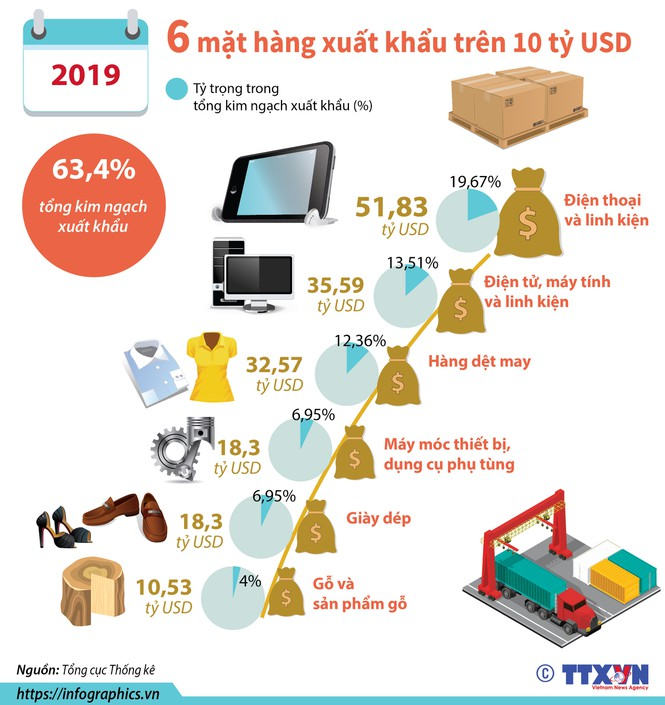 2019
6 mặt hàng xuất khẩu trên 10 tỷ USD
Tỷ trọng trong
tổng kim ngạch xuất khẩu (%)
63,4%
tổng kim ngạch
xuất khẩu
51,83
tỷ USD
19,67%
Điện thoại
và linh kiện
35,59
tỷ USD
13,51%
Điện tử, máy tính
và linh kiện
32,57
tỷ USD
12,36%
Hàng dệt may
18,3
tỷ USD
6,95%
Máy móc thiết bị,
dụng cụ phụ tùng
18,3
tỷ USD
6,95%
Giày dép
10,53
tỷ USD
4%
Gỗ và
sản phẩm gỗ
$
$
$
$
$
$
Nguồn: Tổng cục Thống kê
https://infographics.vn
© TTXVN
Vietnam News Agency